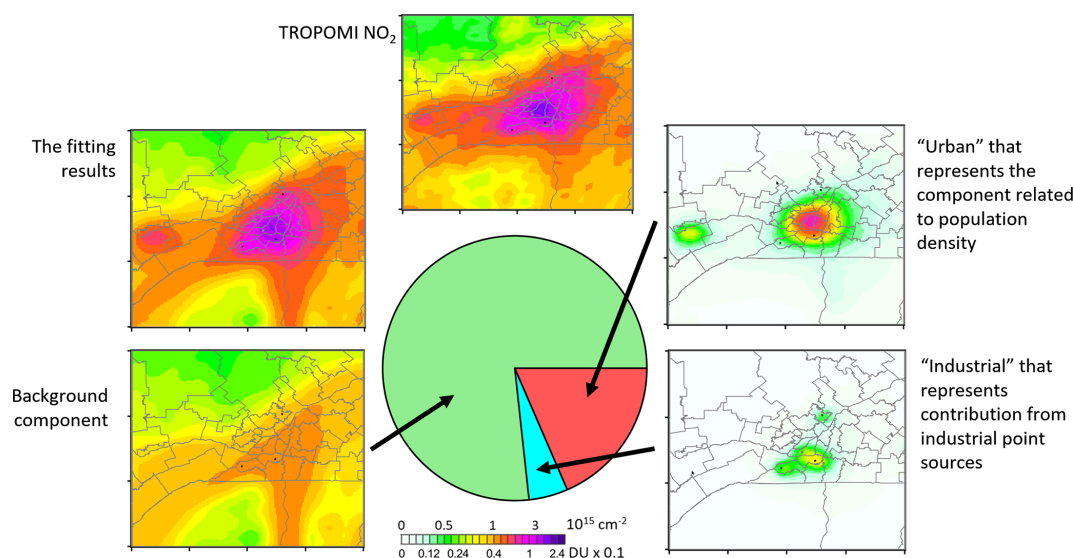 TROPOMI NO₂
The fitting
results
"Urban" that
represents the
component related
to population
density
Background
component
"Industrial" that
represents
contribution from
industrial point
sources
0 0.5 1 3 10¹⁵ cm⁻²
0 0.12 0.24 0.4 1 2.4 DU x 0.1